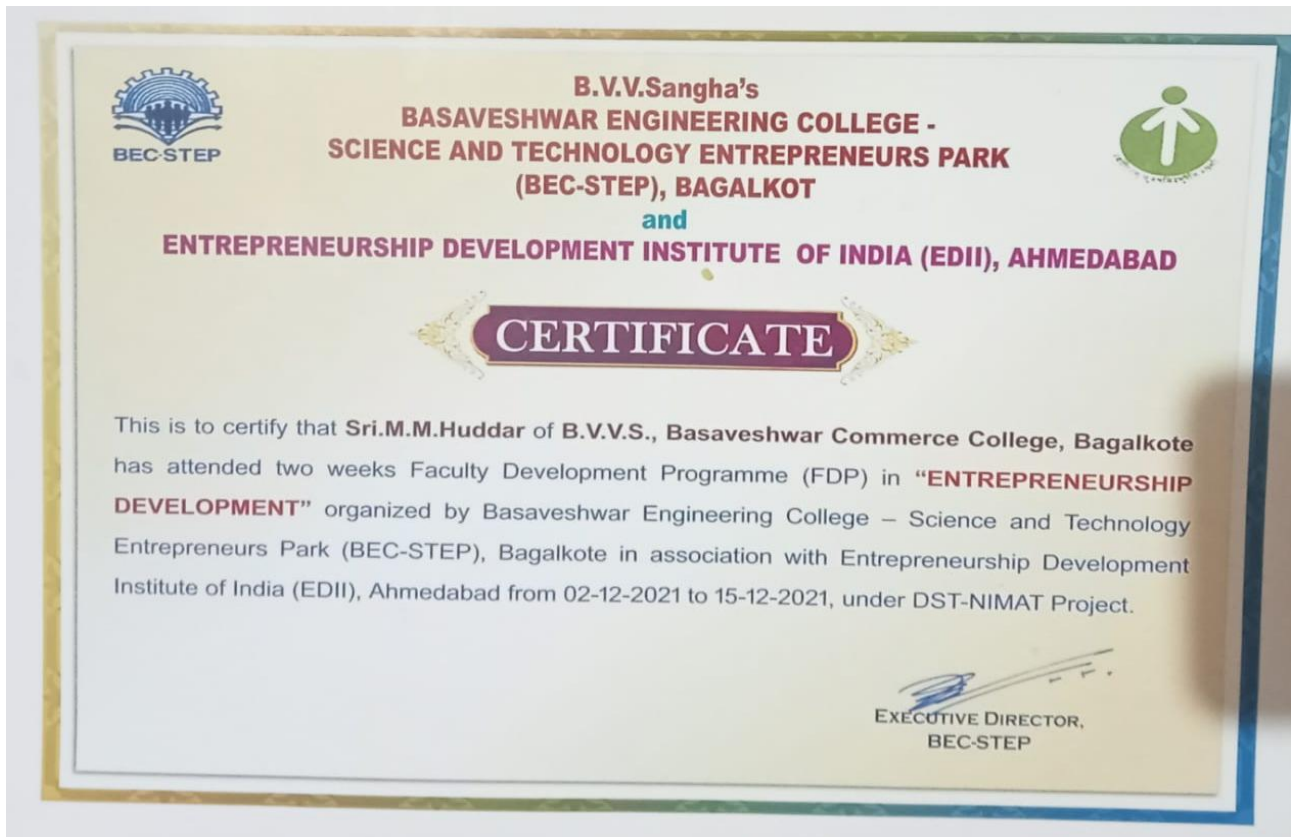 B.V.V.Sangha's
BASAVESHWAR ENGINEERING COLLEGE -
SCIENCE AND TECHNOLOGY ENTREPRENEURS PARK
(BEC-STEP), BAGALKOT
and
ENTREPRENEURSHIP DEVELOPMENT INSTITUTE OF INDIA (EDII), AHMEDABAD
BEC-STEP
CERTIFICATE
This is to certify that Sri.M.M.Huddar of B.V.V.S., Basaveshwar Commerce College, Bagalkote
has attended two weeks Faculty Development Programme (FDP) in “ENTREPRENEURSHIP
DEVELOPMENT” organized by Basaveshwar Engineering College – Science and Technology
Entrepreneurs Park (BEC-STEP), Bagalkote in association with Entrepreneurship Development
Institute of India (EDII), Ahmedabad from 02-12-2021 to 15-12-2021, under DST-NIMAT Project.
EXECUTIVE DIRECTOR,
BEC-STEP